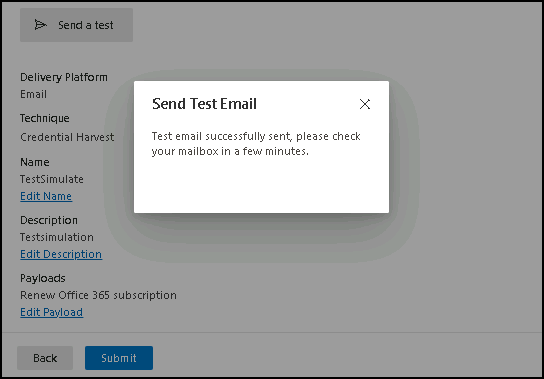 Send a test
Delivery Platform
Email
Technique
Credential Harvest
Name
TestSimulate
Edit Name
Description
Testsimulation
Edit Description
Payloads
Renew Office 365 subscription
Edit Payload
Send Test Email
Test email successfully sent, please check
your mailbox in a few minutes.
Back
Submit